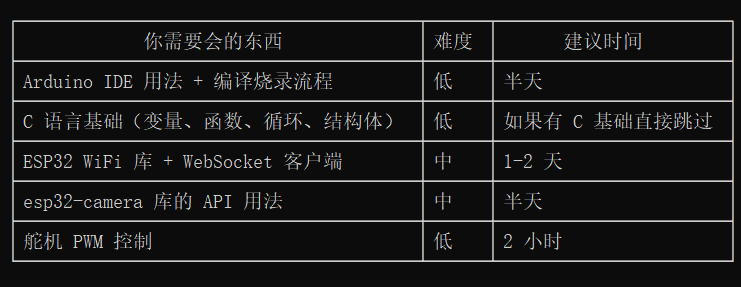 你需要会的东西 难度 建议时间
Arduino IDE 用法 + 编译烧录流程 低 半天
C 语言基础（变量、函数、循环、结构体） 低 如果有 C 基础直接跳过
ESP32 WiFi 库 + WebSocket 客户端 中 1-2 天
esp32-camera 库的 API 用法 中 半天
舵机 PWM 控制 低 2 小时